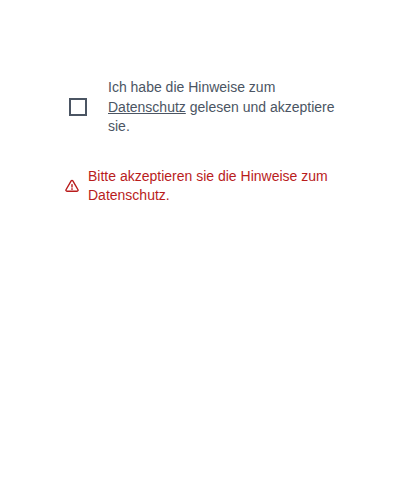 Ich habe die Hinweise zum
Datenschutz gelesen und akzeptiere
sie.
Bitte akzeptieren sie die Hinweise zum
Datenschutz.